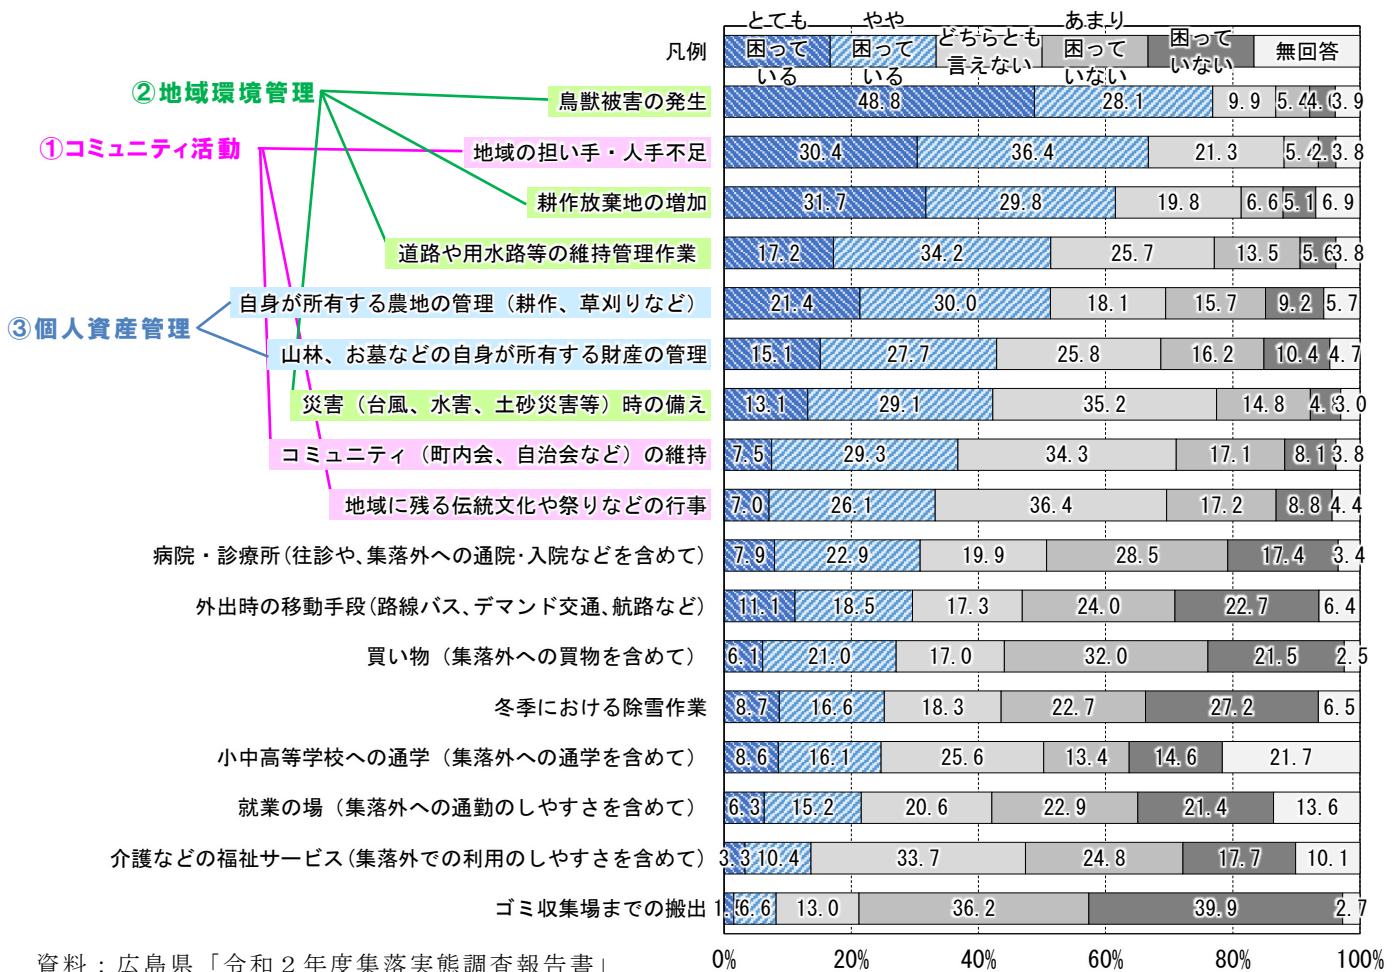 凡例
とても困っている
やや困っている
どちらとも言えない
あまり困っていない
困っていない
無回答
②地域環境管理
①コミュニティ活動
③個人資産管理
鳥獣被害の発生 48.8 28.1 9.9 5.4 3.9
地域の担い手・人手不足 30.4 36.4 21.3 5.4 3.8
耕作放棄地の増加 31.7 29.8 19.8 6.6 5.1 6.9
道路や用水路等の維持管理作業 17.2 34.2 25.7 13.5 5.6 3.8
自身が所有する農地の管理（耕作、草刈りなど） 21.4 30.0 18.1 15.7 9.2 5.7
山林、お墓などの自身が所有する財産の管理 15.1 27.7 25.8 16.2 10.4 4.7
災害（台風、水害、土砂災害等）時の備え 13.1 29.1 35.2 14.8 3.0
コミュニティ（町内会、自治会など）の維持 7.5 29.3 34.3 17.1 8.1 3.8
地域に残る伝統文化や祭りなどの行事 7.0 26.1 36.4 17.2 8.8 4.4
病院・診療所(往診や、集落外への通院・入院などを含めて) 7.9 22.9 19.9 28.5 17.4 3.4
外出時の移動手段(路線バス、デマンド交通、航路など) 11.1 18.5 17.3 24.0 22.7 6.4
買い物（集落外への買物を含めて） 6.1 21.0 17.0 32.0 21.5 2.5
冬季における除雪作業 8.7 16.6 18.3 22.7 27.2 6.5
小中高等学校への通学（集落外への通学を含めて） 8.6 16.1 25.6 13.4 14.6 21.7
就業の場（集落外への通勤のしやすさを含めて） 6.3 15.2 20.6 22.9 21.4 13.6
介護などの福祉サービス(集落外での利用のしやすさを含めて) 3.3 10.4 33.7 24.8 17.7 10.1
ゴミ収集場までの搬出 6.6 13.0 36.2 39.9 2.7
0% 20% 40% 60% 80% 100%
資料：広島県「令和２年度集落実態調査報告書」